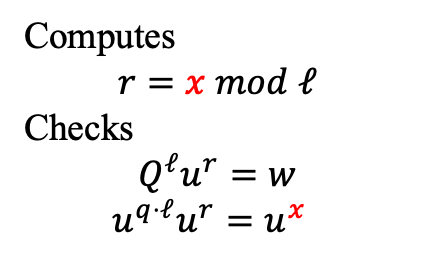 Computes
r = x mod ℓ
Checks
Q^ℓ u^r = w
u^{q·ℓ} u^r = u^x